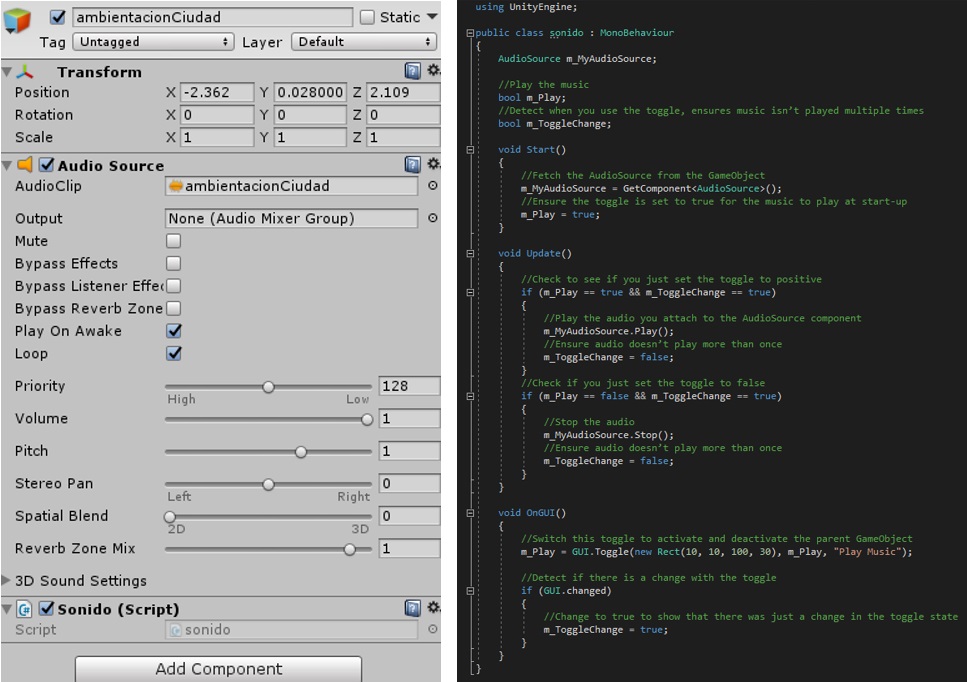 ambientacionCiudad Static
Tag Untagged Layer Default
Transform
Position X -2.362 Y 0.028000 Z 2.109
Rotation X 0 Y 0 Z 0
Scale X 1 Y 1 Z 1
Audio Source
AudioClip ambientacionCiudad
Output None (Audio Mixer Group)
Mute
Bypass Effects
Bypass Listener Effec
Bypass Reverb Zone
Play On Awake
Loop
Priority 128
High Low
Volume 1
Pitch 1
Stereo Pan 0
Left Right
Spatial Blend 0
2D 3D
Reverb Zone Mix 1
3D Sound Settings
Sonido (Script)
Script sonido
Add Component
using UnityEngine;
public class sonido : MonoBehaviour
{
AudioSource m_MyAudioSource;
//Play the music
bool m_Play;
//Detect when you use the toggle, ensures music isn't played multiple times
bool m_ToggleChange;
void Start()
{
//Fetch the AudioSource from the GameObject
m_MyAudioSource = GetComponent<AudioSource>();
//Ensure the toggle is set to true for the music to play at start-up
m_Play = true;
}
void Update()
{
//Check to see if you just set the toggle to positive
if (m_Play == true && m_ToggleChange == true)
{
//Play the audio you attach to the AudioSource component
m_MyAudioSource.Play();
//Ensure audio doesn't play more than once
m_ToggleChange = false;
}
//Check if you just set the toggle to false
if (m_Play == false && m_ToggleChange == true)
{
//Stop the audio
m_MyAudioSource.Stop();
//Ensure audio doesn't play more than once
m_ToggleChange = false;
}
}
void OnGUI()
{
//Switch this toggle to activate and deactivate the parent GameObject
m_Play = GUI.Toggle(new Rect(10, 10, 100, 30), m_Play, "Play Music");
//Detect if there is a change with the toggle
if (GUI.changed)
{
//Change to true to show that there was just a change in the toggle state
m_ToggleChange = true;
}
}
}